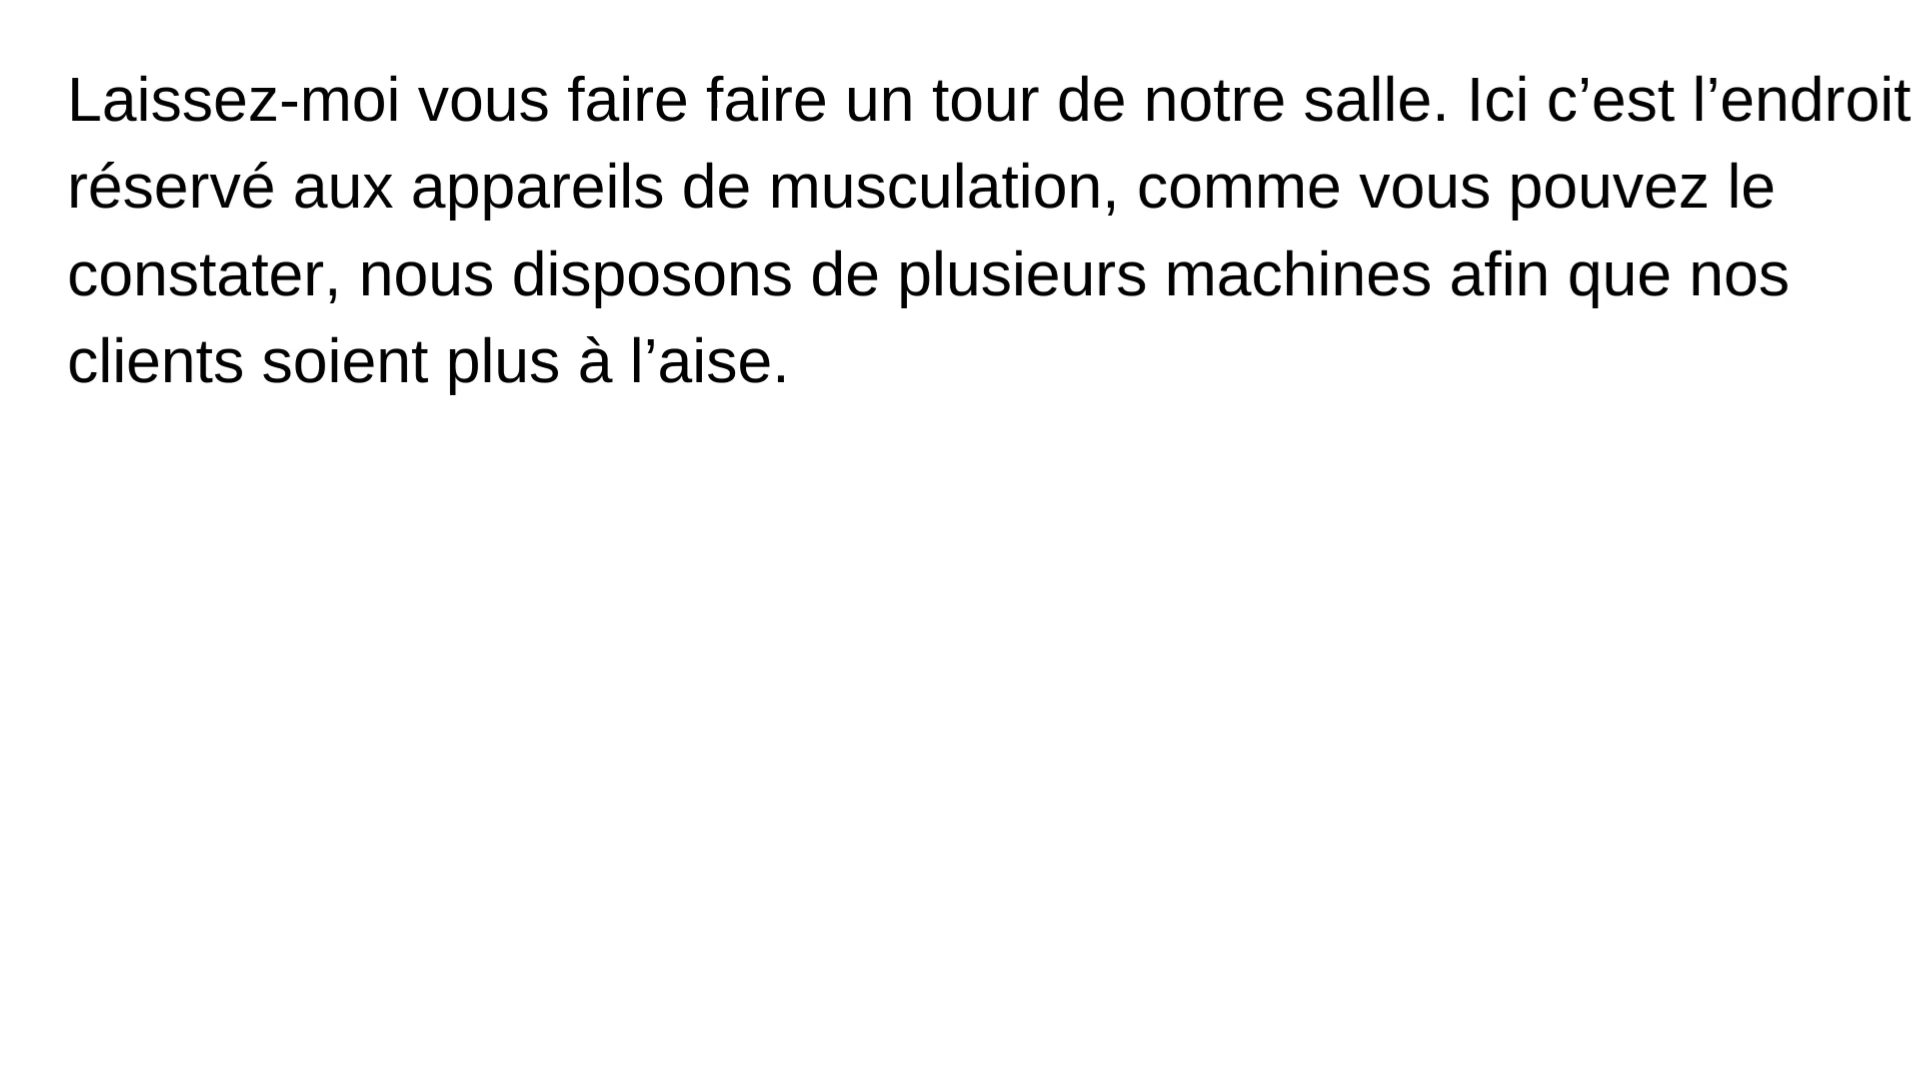 Laissez-moi vous faire faire un tour de notre salle. Ici c’est l’endroit
réservé aux appareils de musculation, comme vous pouvez le
constater, nous disposons de plusieurs machines afin que nos
clients soient plus à l’aise.